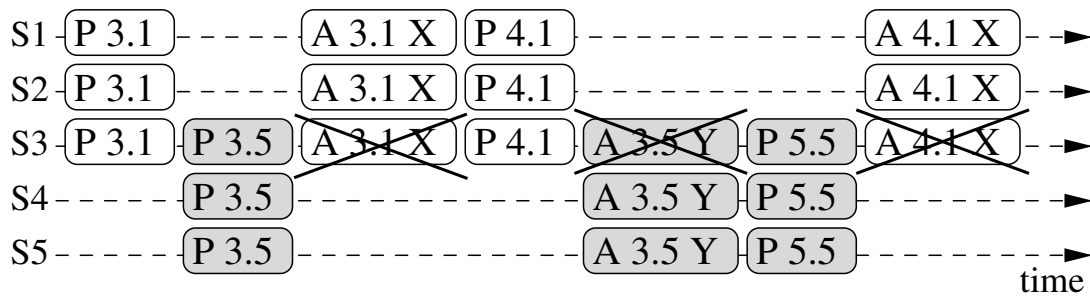 S1 P 3.1 A 3.1 X P 4.1 A 4.1 X
S2 P 3.1 A 3.1 X P 4.1 A 4.1 X
S3 P 3.1 P 3.5 A 3.1 X P 4.1 A 3.5 Y P 5.5 A 4.1 X
S4 P 3.5 A 3.5 Y P 5.5
S5 P 3.5 A 3.5 Y P 5.5
time